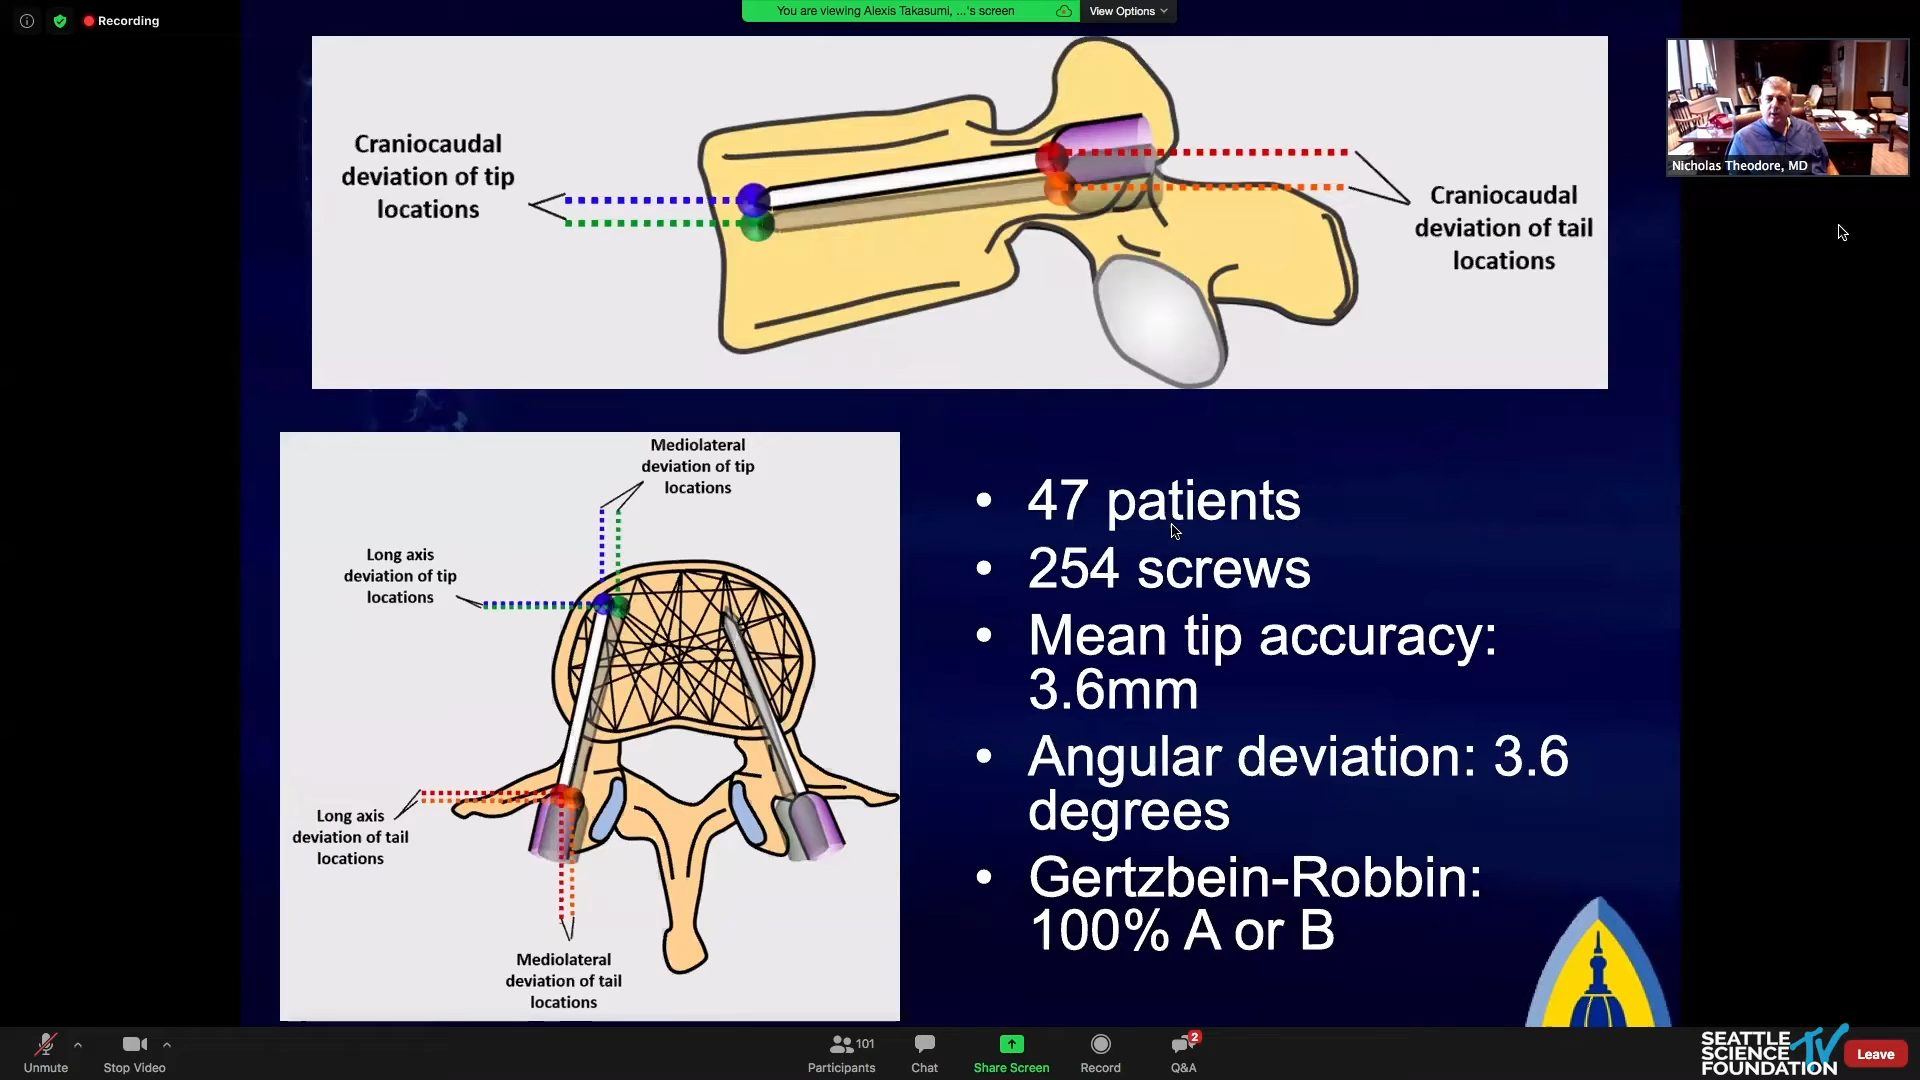 Recording
You are viewing Alexis Takasumi, ...'s screen
View Options
Craniocaudal
deviation of tip
locations
Craniocaudal
deviation of tail
locations
Nicholas Theodore, MD
Mediolateral
deviation of tip
locations
Long axis
deviation of tip
locations
Long axis
deviation of tail
locations
Mediolateral
deviation of tail
locations
• 47 patients
• 254 screws
• Mean tip accuracy:
3.6mm
• Angular deviation: 3.6
degrees
• Gertzbein-Robbin:
100% A or B
Unmute
Stop Video
101
Participants
Chat
Share Screen
Record
2
Q&A
SEATTLE
SCIENCE
FOUNDATION
TV
Leave